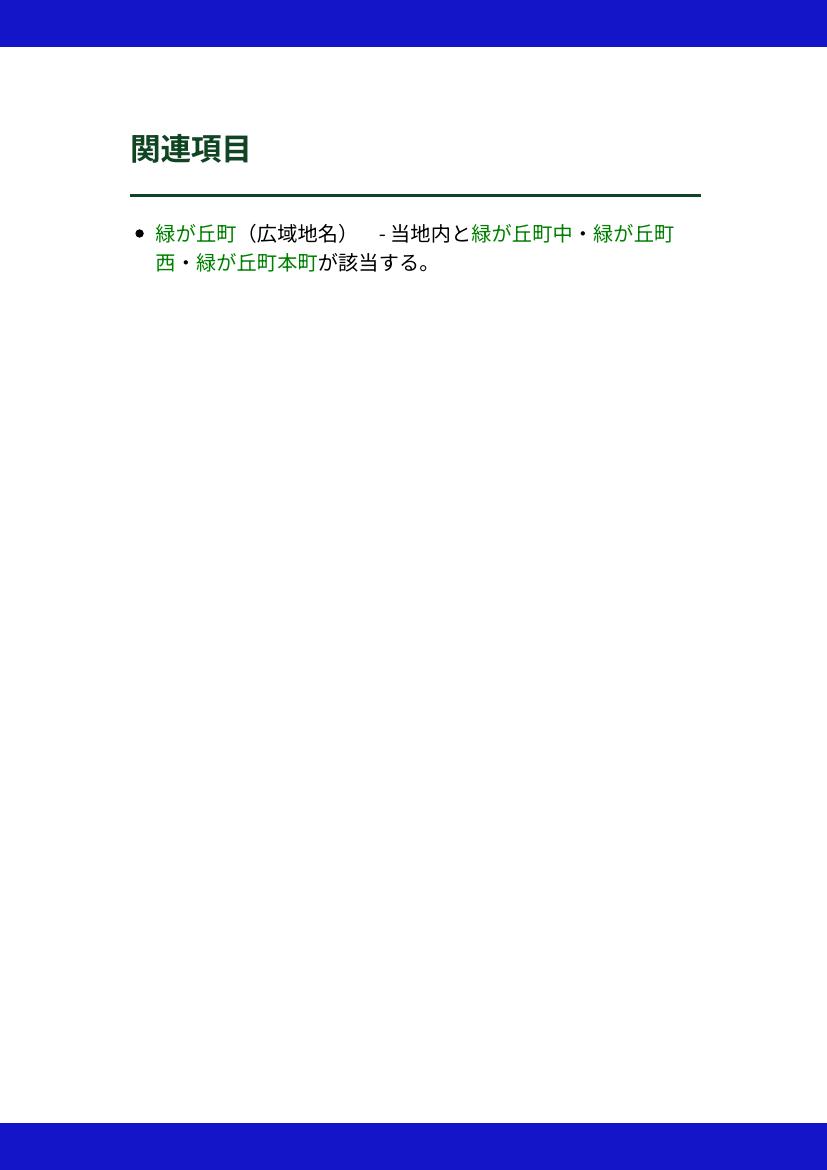 関連項目
緑が丘町（広域地名）　- 当地内と緑が丘町中・緑が丘町
西・緑が丘町本町が該当する。